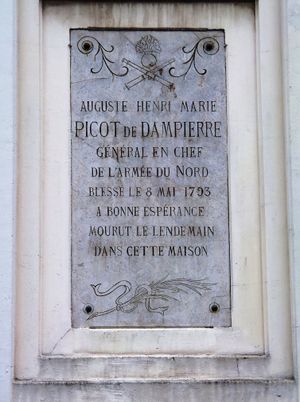 AUGUSTE HENRI MARIE
PICOT DE DAMPIERRE
GÉNÉRAL EN CHEF
DE L'ARMÉE DU NORD
BLESSE LE 8 MAI 1793
A BONNE ESPÉRANCE
MOURUT LE LENDEMAIN
DANS CETTE MAISON